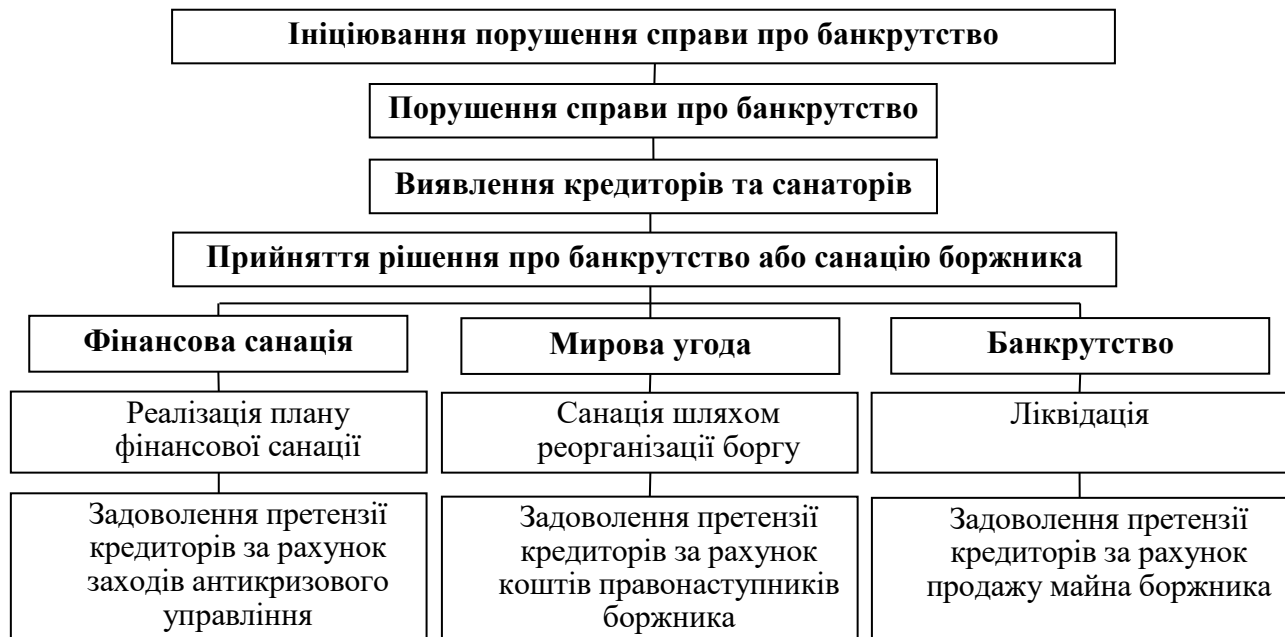 Ініціювання порушення справи про банкрутство
Порушення справи про банкрутство
Виявлення кредиторів та санаторів
Прийняття рішення про банкрутство або санацію боржника
Фінансова санація
Мирова угода
Банкрутство
Реалізація плану
фінансової санації
Санація шляхом
реорганізації боргу
Ліквідація
Задоволення претензії
кредиторів за рахунок
заходів антикризового
управління
Задоволення претензії
кредиторів за рахунок
коштів правонаступників
боржника
Задоволення претензії
кредиторів за рахунок
продажу майна боржника